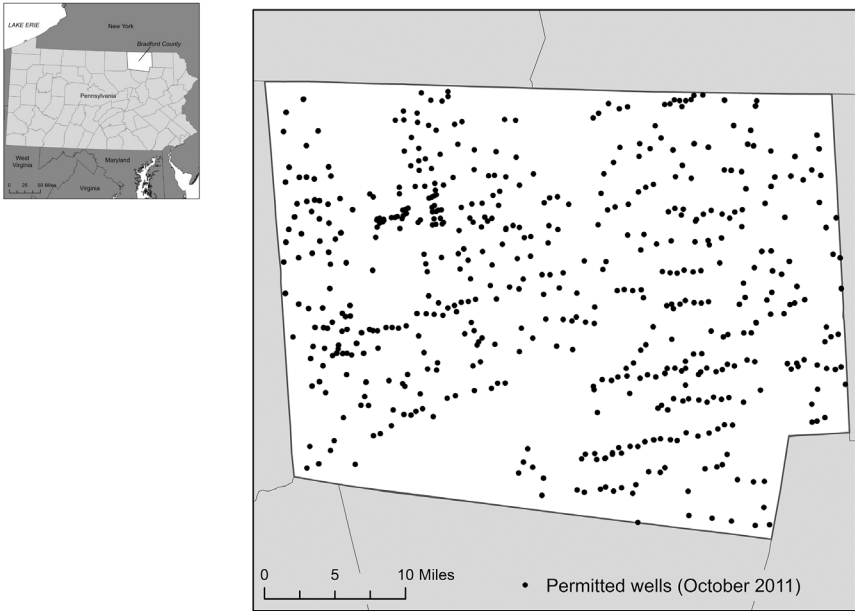 LAKE ERIE
New York
Bradford County
Pennsylvania
West
Virginia
Maryland
Virginia
0 25 50 Miles
0 5 10 Miles
Permitted wells (October 2011)